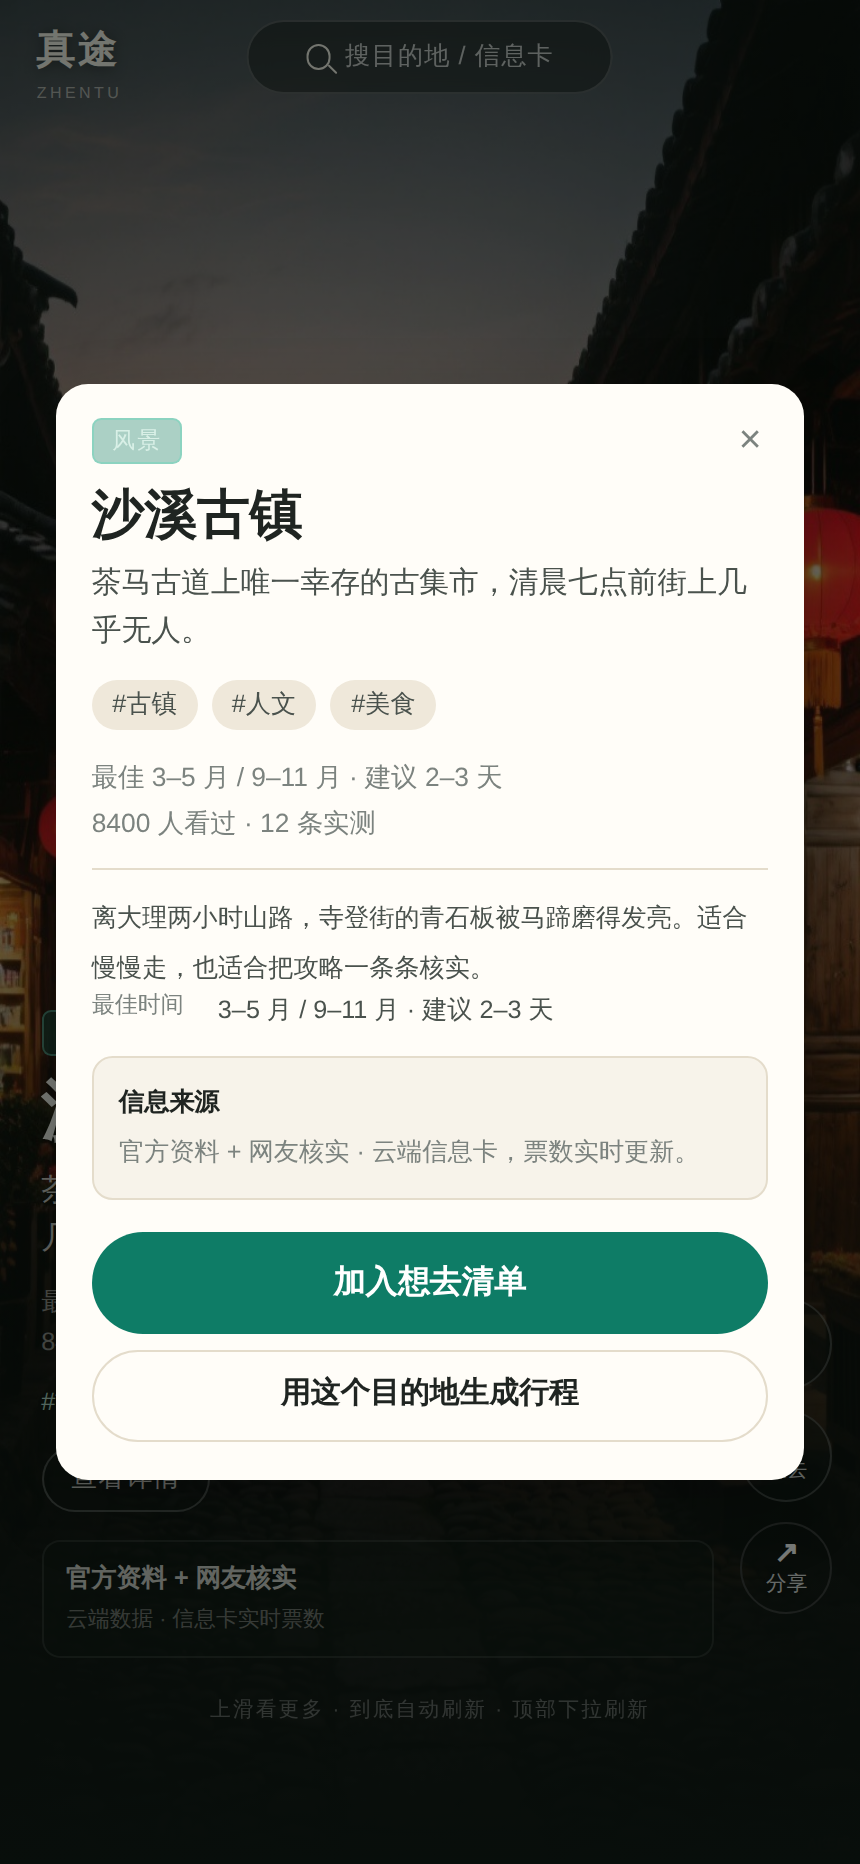 真途
ZHENTU
搜目的地 / 信息卡
风景
×
沙溪古镇
茶马古道上唯一幸存的古集市，清晨七点前街上几
乎无人。
#古镇
#人文
#美食
最佳 3–5 月 / 9–11 月 · 建议 2–3 天
8400 人看过 · 12 条实测
离大理两小时山路，寺登街的青石板被马蹄磨得发亮。适合
慢慢走，也适合把攻略一条条核实。
最佳时间 3–5 月 / 9–11 月 · 建议 2–3 天
信息来源
官方资料 + 网友核实 · 云端信息卡，票数实时更新。
加入想去清单
用这个目的地生成行程
查看详情
官方资料 + 网友核实
云端数据 · 信息卡实时票数
↗
分享
上滑看更多 · 到底自动刷新 · 顶部下拉刷新